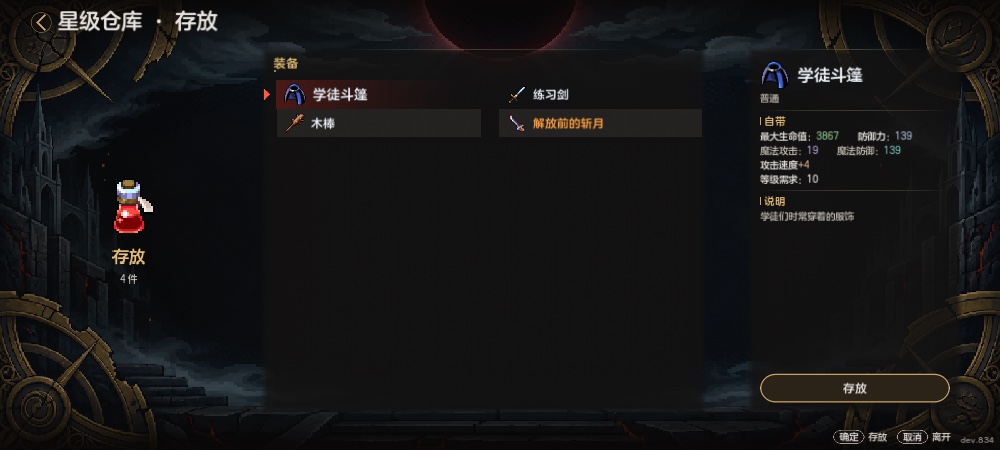 星级仓库 · 存放
装备
学徒斗篷
练习剑
木棒
解放前的斩月
存放
4 件
学徒斗篷
普通
自带
最大生命值: 3867 防御力: 139
魔法攻击: 19 魔法防御: 139
攻击速度+4
等级需求: 10
说明
学徒们时常穿着的服饰
存放
确定 存放 取消 离开
dev.834